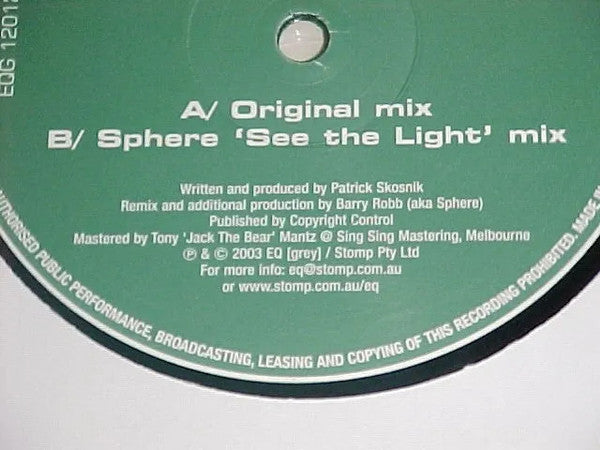 EQG 12012
A/ Original mix
B/ Sphere 'See the Light' mix
Written and produced by Patrick Skosnik
Remix and additional production by Barry Robb (aka Sphere)
Published by Copyright Control
Mastered by Tony 'Jack The Bear' Mantz @ Sing Sing Mastering, Melbourne
℗ & © 2003 EQ [grey] / Stomp Pty Ltd
For more info: eq@stomp.com.au
or www.stomp.com.au/eq
PUBLIC PERFORMANCE, BROADCASTING, LEASING AND COPYING OF THIS RECORDING PROHIBITED. MADE